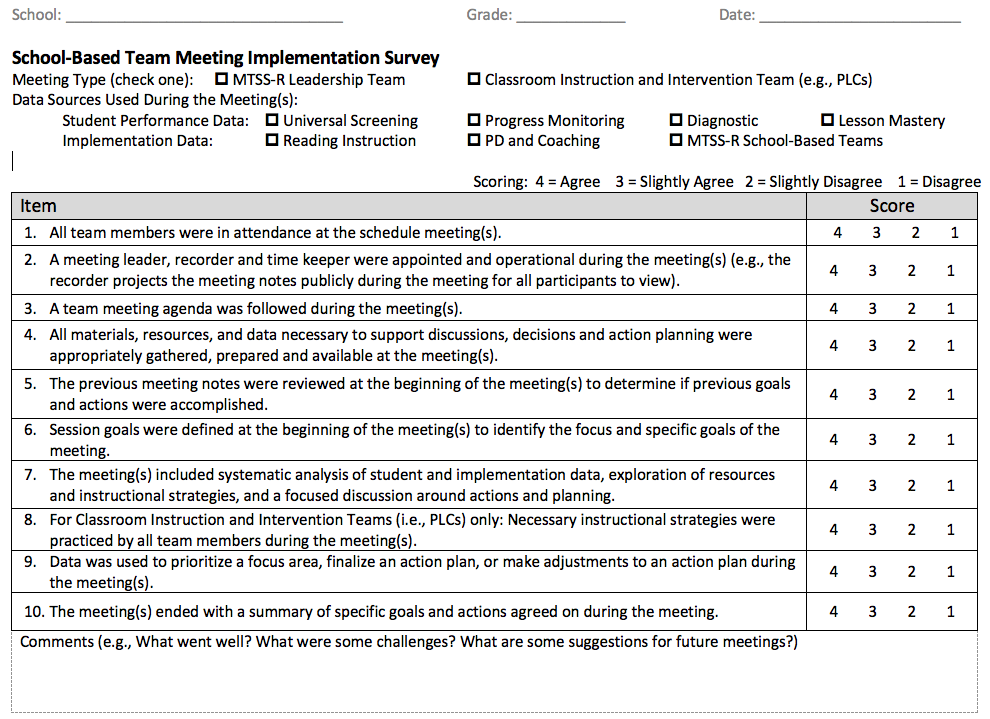 School: ________________________________ Grade: _____________ Date: ________________________
School-Based Team Meeting Implementation Survey
Meeting Type (check one): ☐ MTSS-R Leadership Team ☐ Classroom Instruction and Intervention Team (e.g., PLCs)
Data Sources Used During the Meeting(s):
Student Performance Data: ☐ Universal Screening ☐ Progress Monitoring ☐ Diagnostic ☐ Lesson Mastery
Implementation Data: ☐ Reading Instruction ☐ PD and Coaching ☐ MTSS-R School-Based Teams
Scoring: 4 = Agree 3 = Slightly Agree 2 = Slightly Disagree 1 = Disagree
Item Score
1. All team members were in attendance at the schedule meeting(s). 4 3 2 1
2. A meeting leader, recorder and time keeper were appointed and operational during the meeting(s) (e.g., the
recorder projects the meeting notes publicly during the meeting for all participants to view). 4 3 2 1
3. A team meeting agenda was followed during the meeting(s). 4 3 2 1
4. All materials, resources, and data necessary to support discussions, decisions and action planning were
appropriately gathered, prepared and available at the meeting(s). 4 3 2 1
5. The previous meeting notes were reviewed at the beginning of the meeting(s) to determine if previous goals
and actions were accomplished. 4 3 2 1
6. Session goals were defined at the beginning of the meeting(s) to identify the focus and specific goals of the
meeting. 4 3 2 1
7. The meeting(s) included systematic analysis of student and implementation data, exploration of resources
and instructional strategies, and a focused discussion around actions and planning. 4 3 2 1
8. For Classroom Instruction and Intervention Teams (i.e., PLCs) only: Necessary instructional strategies were
practiced by all team members during the meeting(s). 4 3 2 1
9. Data was used to prioritize a focus area, finalize an action plan, or make adjustments to an action plan during
the meeting(s). 4 3 2 1
10. The meeting(s) ended with a summary of specific goals and actions agreed on during the meeting. 4 3 2 1
Comments (e.g., What went well? What were some challenges? What are some suggestions for future meetings?)